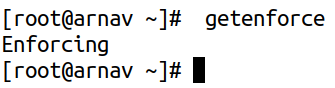 [root@arnav ~]#  getenforce
Enforcing
[root@arnav ~]#